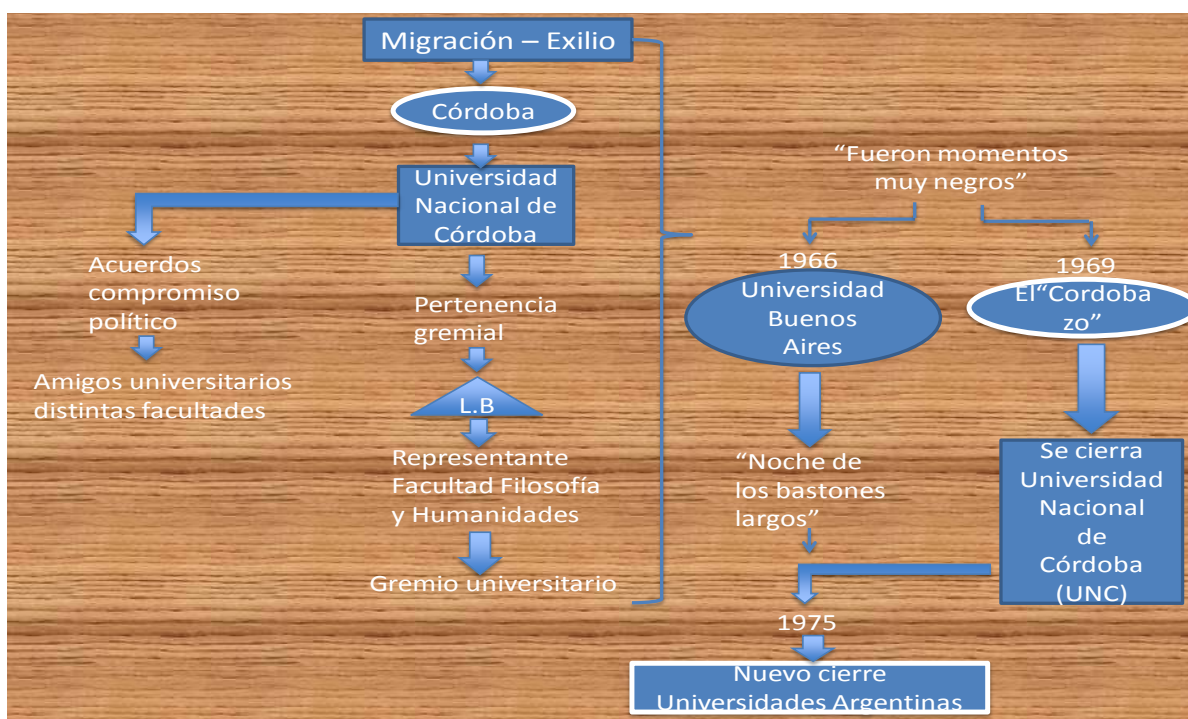 Migración – Exilio
Córdoba
Universidad
Nacional de
Córdoba
Acuerdos
compromiso
político
Amigos universitarios
distintas facultades
Pertenencia
gremial
L.B
Representante
Facultad Filosofía
y Humanidades
Gremio universitario
“Fueron momentos
muy negros”
1966
Universidad
Buenos
Aires
“Noche de
los bastones
largos”
1969
El“Cordoba
zo”
Se cierra
Universidad
Nacional
de
Córdoba
(UNC)
1975
Nuevo cierre
Universidades Argentinas